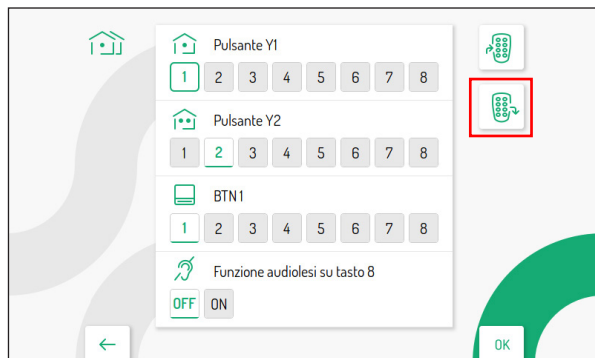 Pulsante Y1
1 2 3 4 5 6 7 8
Pulsante Y2
1 2 3 4 5 6 7 8
BTN 1
1 2 3 4 5 6 7 8
Funzione audiolesi su tasto 8
OFF ON
OK